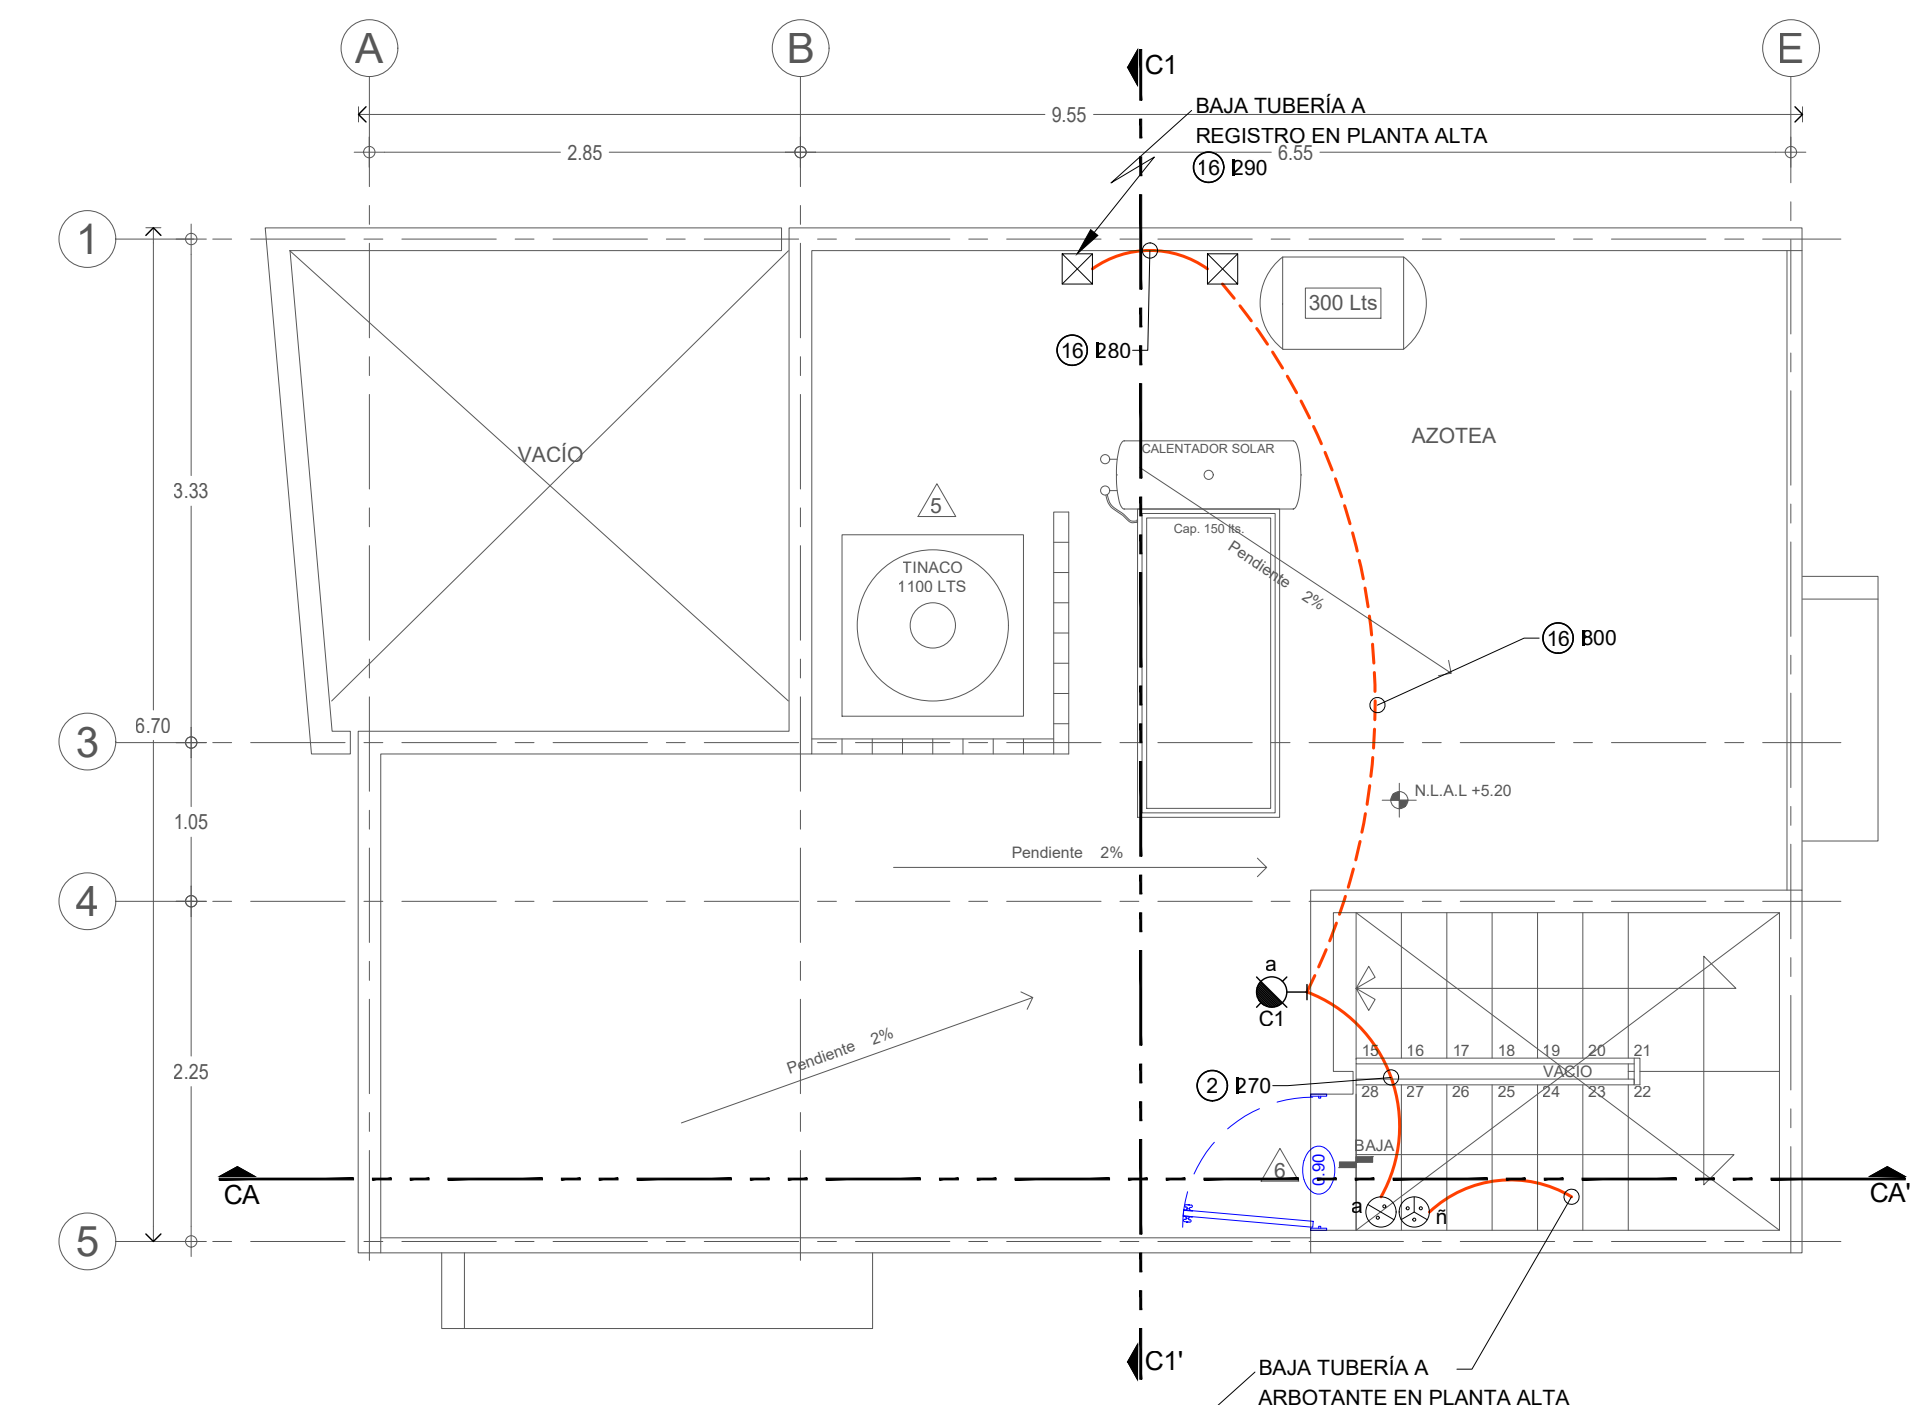 A
B
E
C1
BAJA TUBERÍA A
REGISTRO EN PLANTA ALTA
9.55
2.85
6.55
16 290
1
300 Lts
16 280
AZOTEA
CALENTADOR SOLAR
VACÍO
3.33
5
Cap. 150 lts.
Pendiente 2%
TINACO
1100 LTS
16 800
6.70
3
N.L.A.L +5.20
1.05
Pendiente 2%
4
a
C1
Pendiente 2%
15 16 17 18 19 20 21
2.25
VACIO
2 270
28 27 26 25 24 23 22
BAJA
6
0.90
CA
CA'
a
ñ
5
C1'
BAJA TUBERÍA A
ARBOTANTE EN PLANTA ALTA